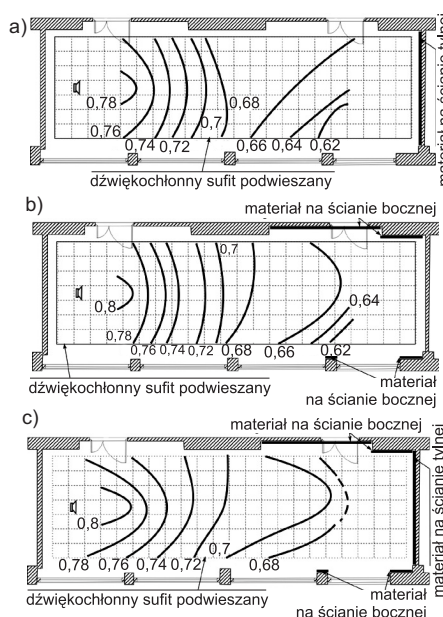 a)
0,78
0,76
0,74
0,72
0,7
0,68
0,66
0,64
0,62
materiał na ścianie tylnej
dźwiękochłonny sufit podwieszany
b)
materiał na ścianie bocznej
0,7
0,8
0,64
0,78
0,76
0,74
0,72
0,68
0,66
0,62
dźwiękochłonny sufit podwieszany
materiał
na ścianie bocznej
c)
materiał na ścianie bocznej
materiał na ścianie tylnej
0,8
0,78
0,76
0,74
0,72
0,7
0,68
dźwiękochłonny sufit podwieszany
materiał
na ścianie bocznej